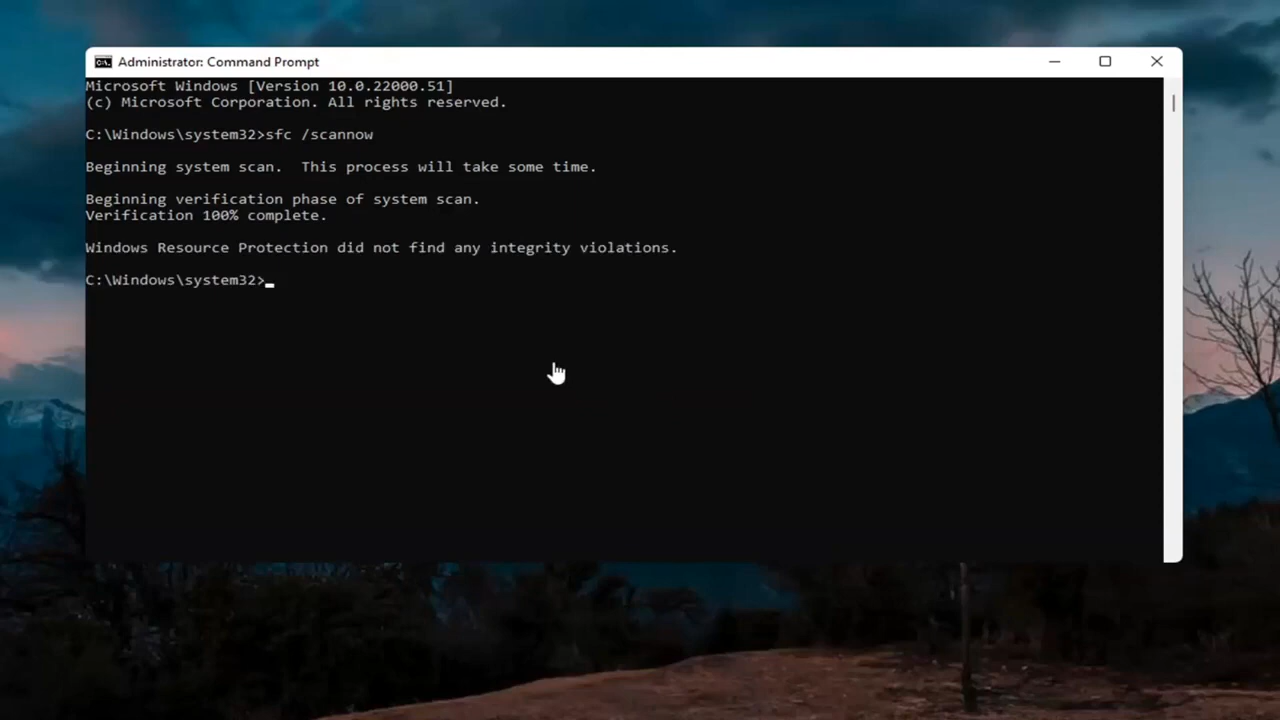 Administrator: Command Prompt
Microsoft Windows [Version 10.0.22000.51]
(c) Microsoft Corporation. All rights reserved.
C:\Windows\system32>sfc /scannow
Beginning system scan.  This process will take some time.
Beginning verification phase of system scan.
Verification 100% complete.
Windows Resource Protection did not find any integrity violations.
C:\Windows\system32>